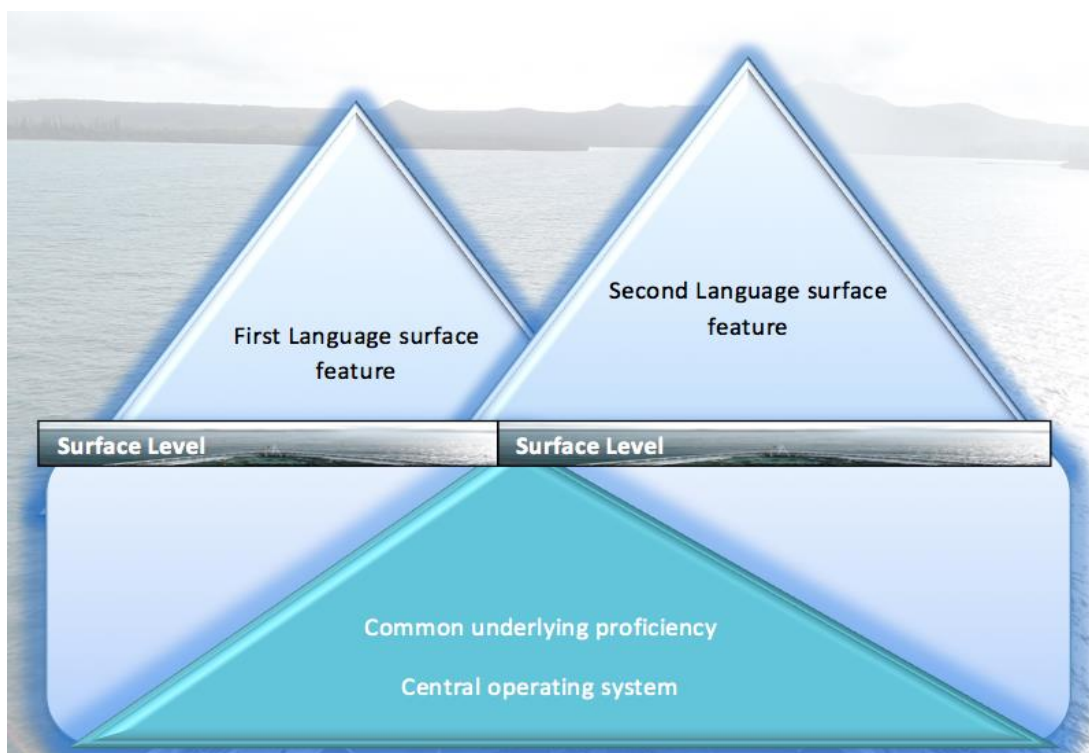 Second Language surface
feature
First Language surface
feature
Surface Level
Surface Level
Common underlying proficiency
Central operating system